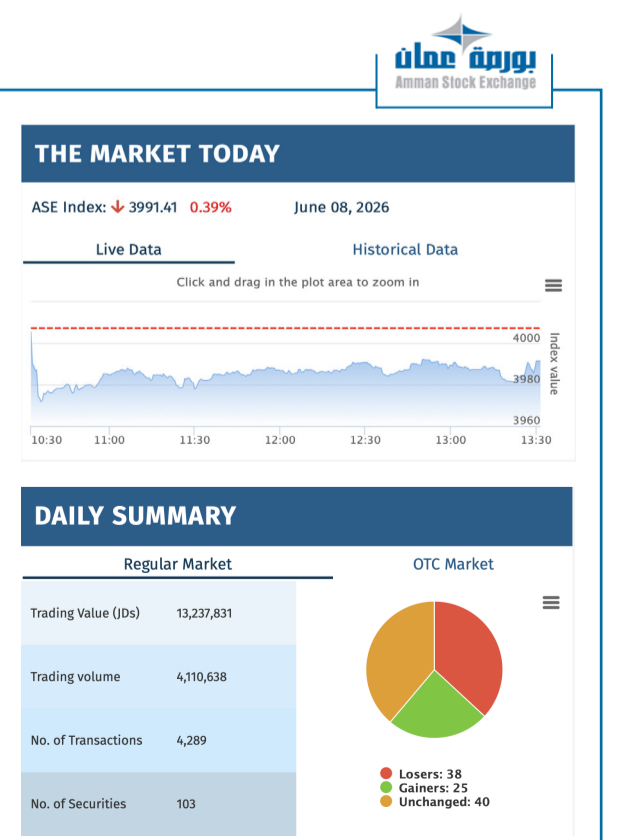 بورصة عمان
Amman Stock Exchange
THE MARKET TODAY
ASE Index: 3991.41 0.39% June 08, 2026
Live Data Historical Data
Click and drag in the plot area to zoom in
4000
3980
3960
Index value
10:30 11:00 11:30 12:00 12:30 13:00 13:30
DAILY SUMMARY
Regular Market OTC Market
Trading Value (JDs) 13,237,831
Trading volume 4,110,638
No. of Transactions 4,289
No. of Securities 103
Losers: 38
Gainers: 25
Unchanged: 40